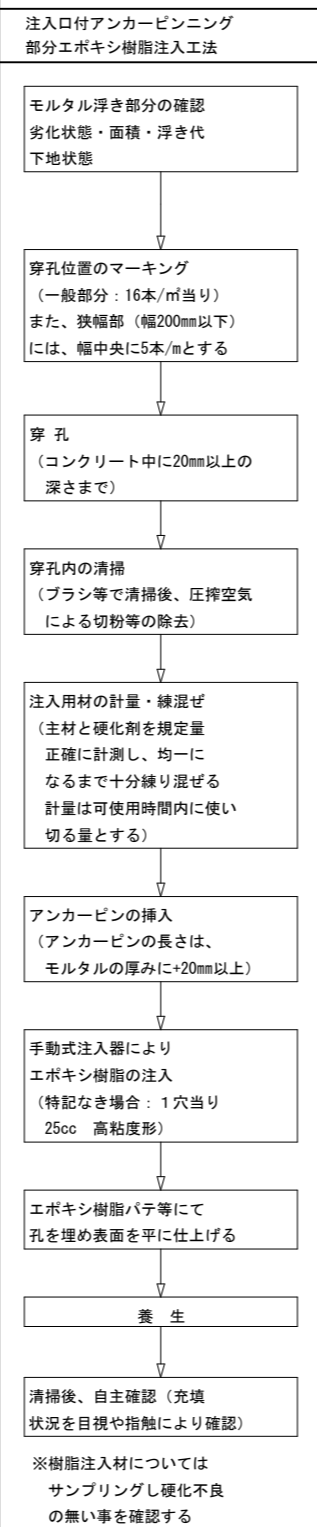 注入口付アンカーピンニング
部分エポキシ樹脂注入工法
モルタル浮き部分の確認
劣化状態・面積・浮き代
下地状態
穿孔位置のマーキング
（一般部分：16本/㎡当り）
また、狭幅部（幅200㎜以下）
には、幅中央に5本/mとする
穿 孔
（コンクリート中に20㎜以上の
深さまで）
穿孔内の清掃
（ブラシ等で清掃後、圧搾空気
による切粉等の除去）
注入用材の計量・練混ぜ
（主材と硬化剤を規定量
正確に計測し、均一に
なるまで十分練り混ぜる
計量は可使用時間内に使い
切る量とする）
アンカーピンの挿入
（アンカーピンの長さは、
モルタルの厚みに+20㎜以上）
手動式注入器により
エポキシ樹脂の注入
（特記なき場合：１穴当り
25cc 高粘度形）
エポキシ樹脂パテ等にて
孔を埋め表面を平に仕上げる
養 生
清掃後、自主確認（充填
状況を目視や指触により確認）
※樹脂注入材については
サンプリングし硬化不良
の無い事を確認する